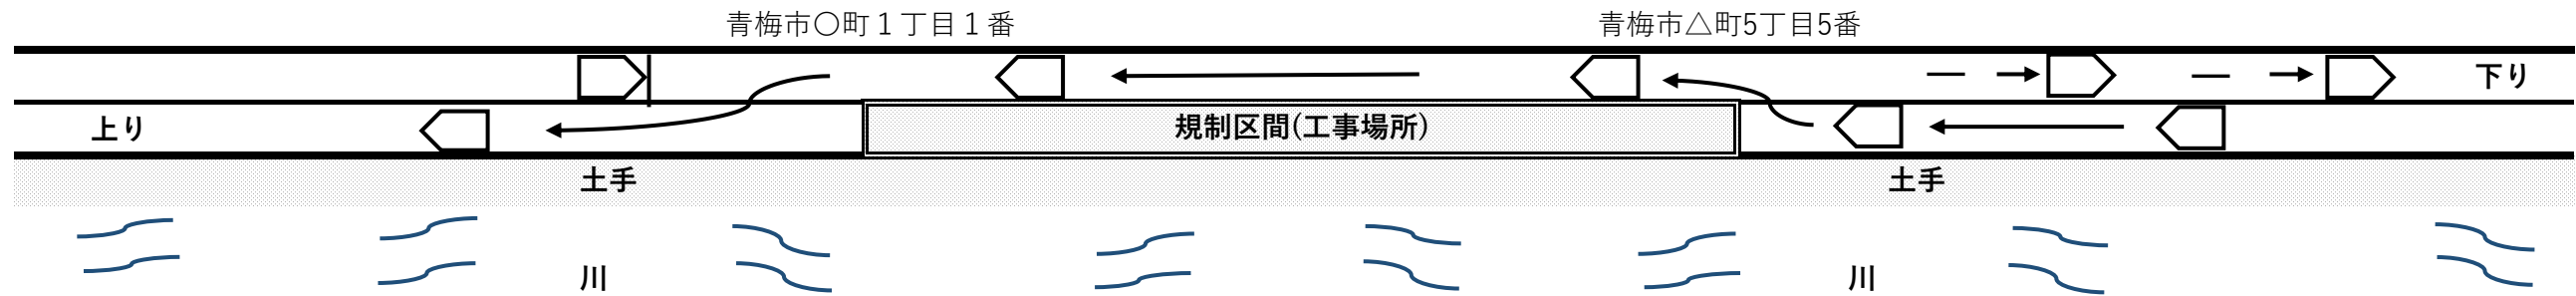 青梅市〇町１丁目１番
青梅市△町5丁目5番
下り
上り
規制区間(工事場所)
土手
土手
川
川